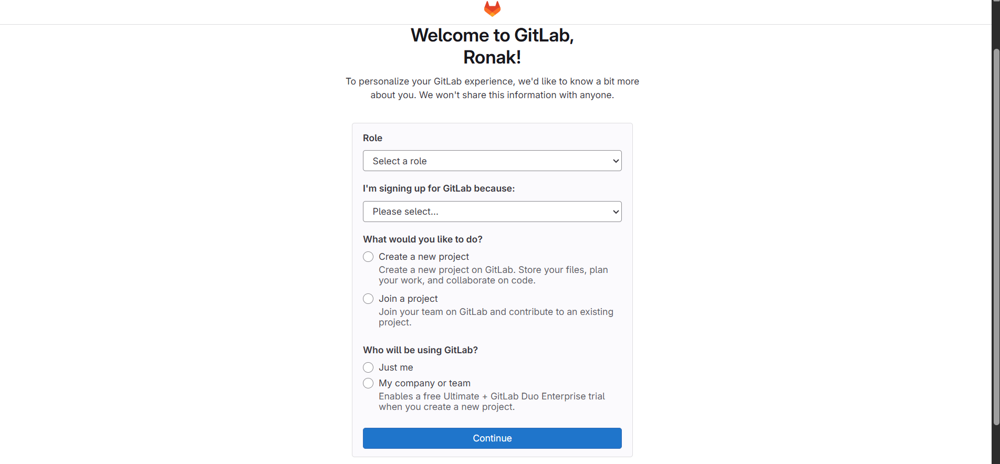 Welcome to GitLab,
Ronak!
To personalize your GitLab experience, we'd like to know a bit more
about you. We won't share this information with anyone.
Role
Select a role
I'm signing up for GitLab because:
Please select...
What would you like to do?
Create a new project
Create a new project on GitLab. Store your files, plan
your work, and collaborate on code.
Join a project
Join your team on GitLab and contribute to an existing
project.
Who will be using GitLab?
Just me
My company or team
Enables a free Ultimate + GitLab Duo Enterprise trial
when you create a new project.
Continue